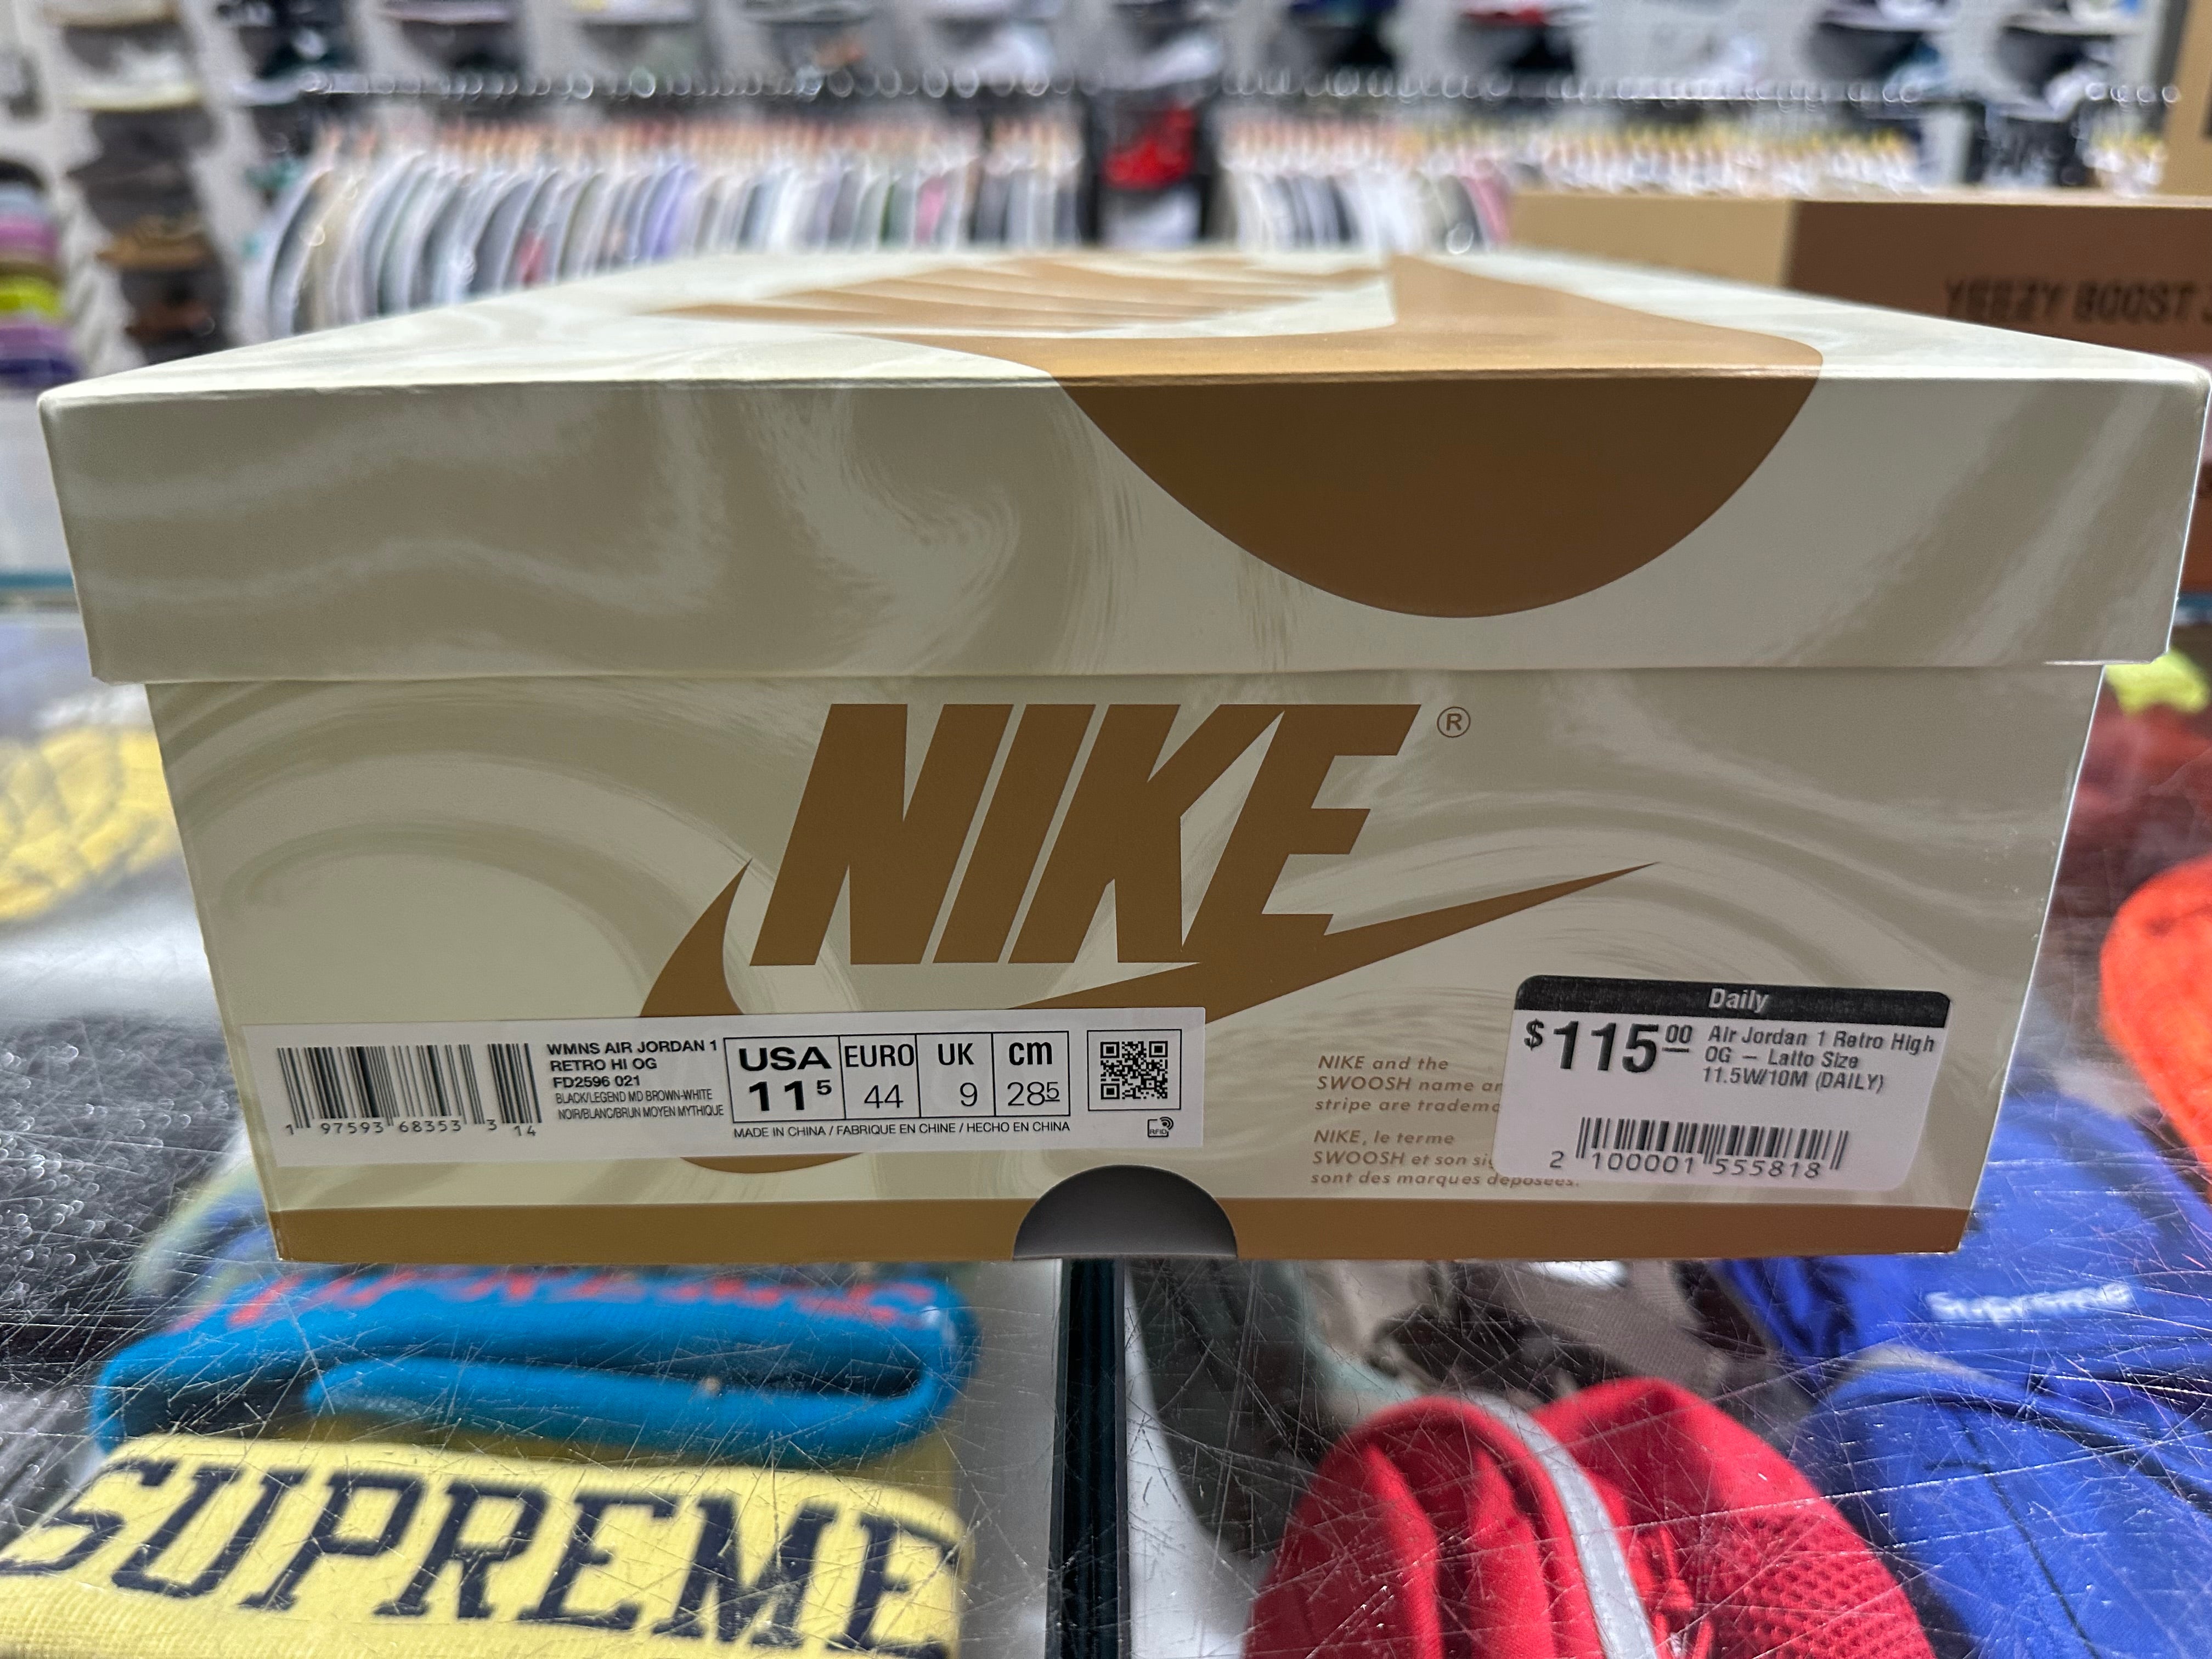 YEEZY BOOST
NIKE®
WMNS AIR JORDAN 1
RETRO HI OG
FD2596 021
BLACK/LEGEND MD BROWN-WHITE
NOIR/BLANC/BRUN MOYEN MYTHIQUE
1 97593 68353 3 14
USA EURO UK cm
11⁵ 44 9 28⁵
MADE IN CHINA / FABRIQUE EN CHINE / HECHO EN CHINA
RFID
NIKE and the
SWOOSH name
stripe are
NIKE, le terme
SWOOSH et son
sont des marques déposées.
Daily
$115.00
Air Jordan 1 Retro High
OG – Laito Size
11.5W/10M (DAILY)
2 100001 555818
Supreme
SUPREME